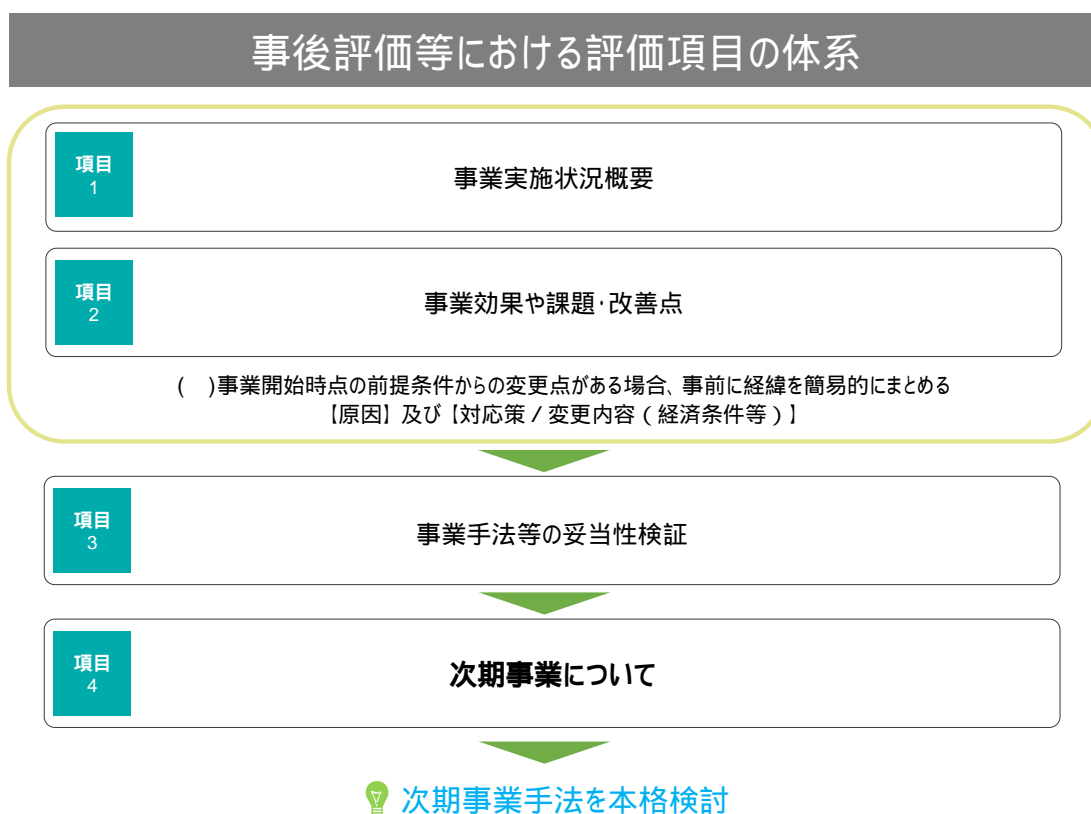 事後評価等における評価項目の体系
項目
1
事業実施状況概要
項目
2
事業効果や課題･改善点
(　)事業開始時点の前提条件からの変更点がある場合、事前に経緯を簡易的にまとめる
【原因】及び【対応策 / 変更内容 ( 経済条件等 ) 】
項目
3
事業手法等の妥当性検証
項目
4
次期事業について
次期事業手法を本格検討